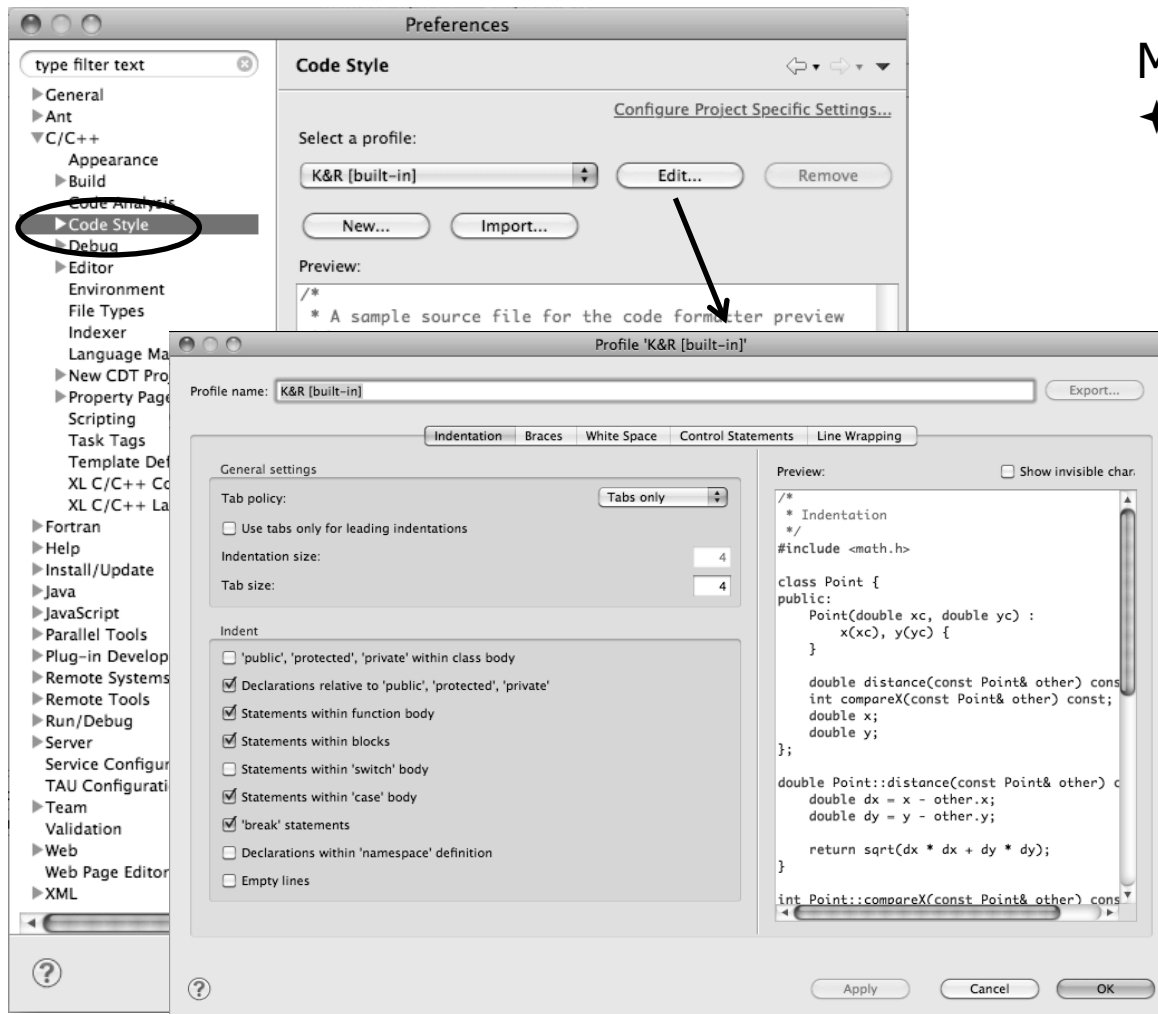 Preferences
type filter text
General
Ant
C/C++
Appearance
Build
Code Analysis
Code Style
Debug
Editor
Environment
File Types
Indexer
Language Ma
New CDT Pro
Property Page
Scripting
Task Tags
Template Def
XL C/C++ Co
XL C/C++ La
Fortran
Help
Install/Update
Java
JavaScript
Parallel Tools
Plug-in Develop
Remote Systems
Remote Tools
Run/Debug
Server
Service Configur
TAU Configurati
Team
Validation
Web
Web Page Editor
XML
Code Style
Configure Project Specific Settings...
Select a profile:
K&R [built-in]
Edit...
Remove
New...
Import...
Preview:
/*
* A sample source file for the code formatter preview
M
Profile 'K&R [built-in]'
Profile name: K&R [built-in]
Export...
Indentation Braces White Space Control Statements Line Wrapping
General settings
Tab policy: Tabs only
Use tabs only for leading indentations
Indentation size: 4
Tab size: 4
Indent
'public', 'protected', 'private' within class body
Declarations relative to 'public', 'protected', 'private'
Statements within function body
Statements within blocks
Statements within 'switch' body
Statements within 'case' body
'break' statements
Declarations within 'namespace' definition
Empty lines
Preview: Show invisible char
/*
* Indentation
*/
#include <math.h>
class Point {
public:
Point(double xc, double yc) :
x(xc), y(yc) {
}
double distance(const Point& other) cons
int compareX(const Point& other) const;
double x;
double y;
};
double Point::distance(const Point& other) c
double dx = x - other.x;
double dy = y - other.y;
return sqrt(dx * dx + dy * dy);
}
int Point::compareX(const Point& other) cons
?
?
Apply
Cancel
OK